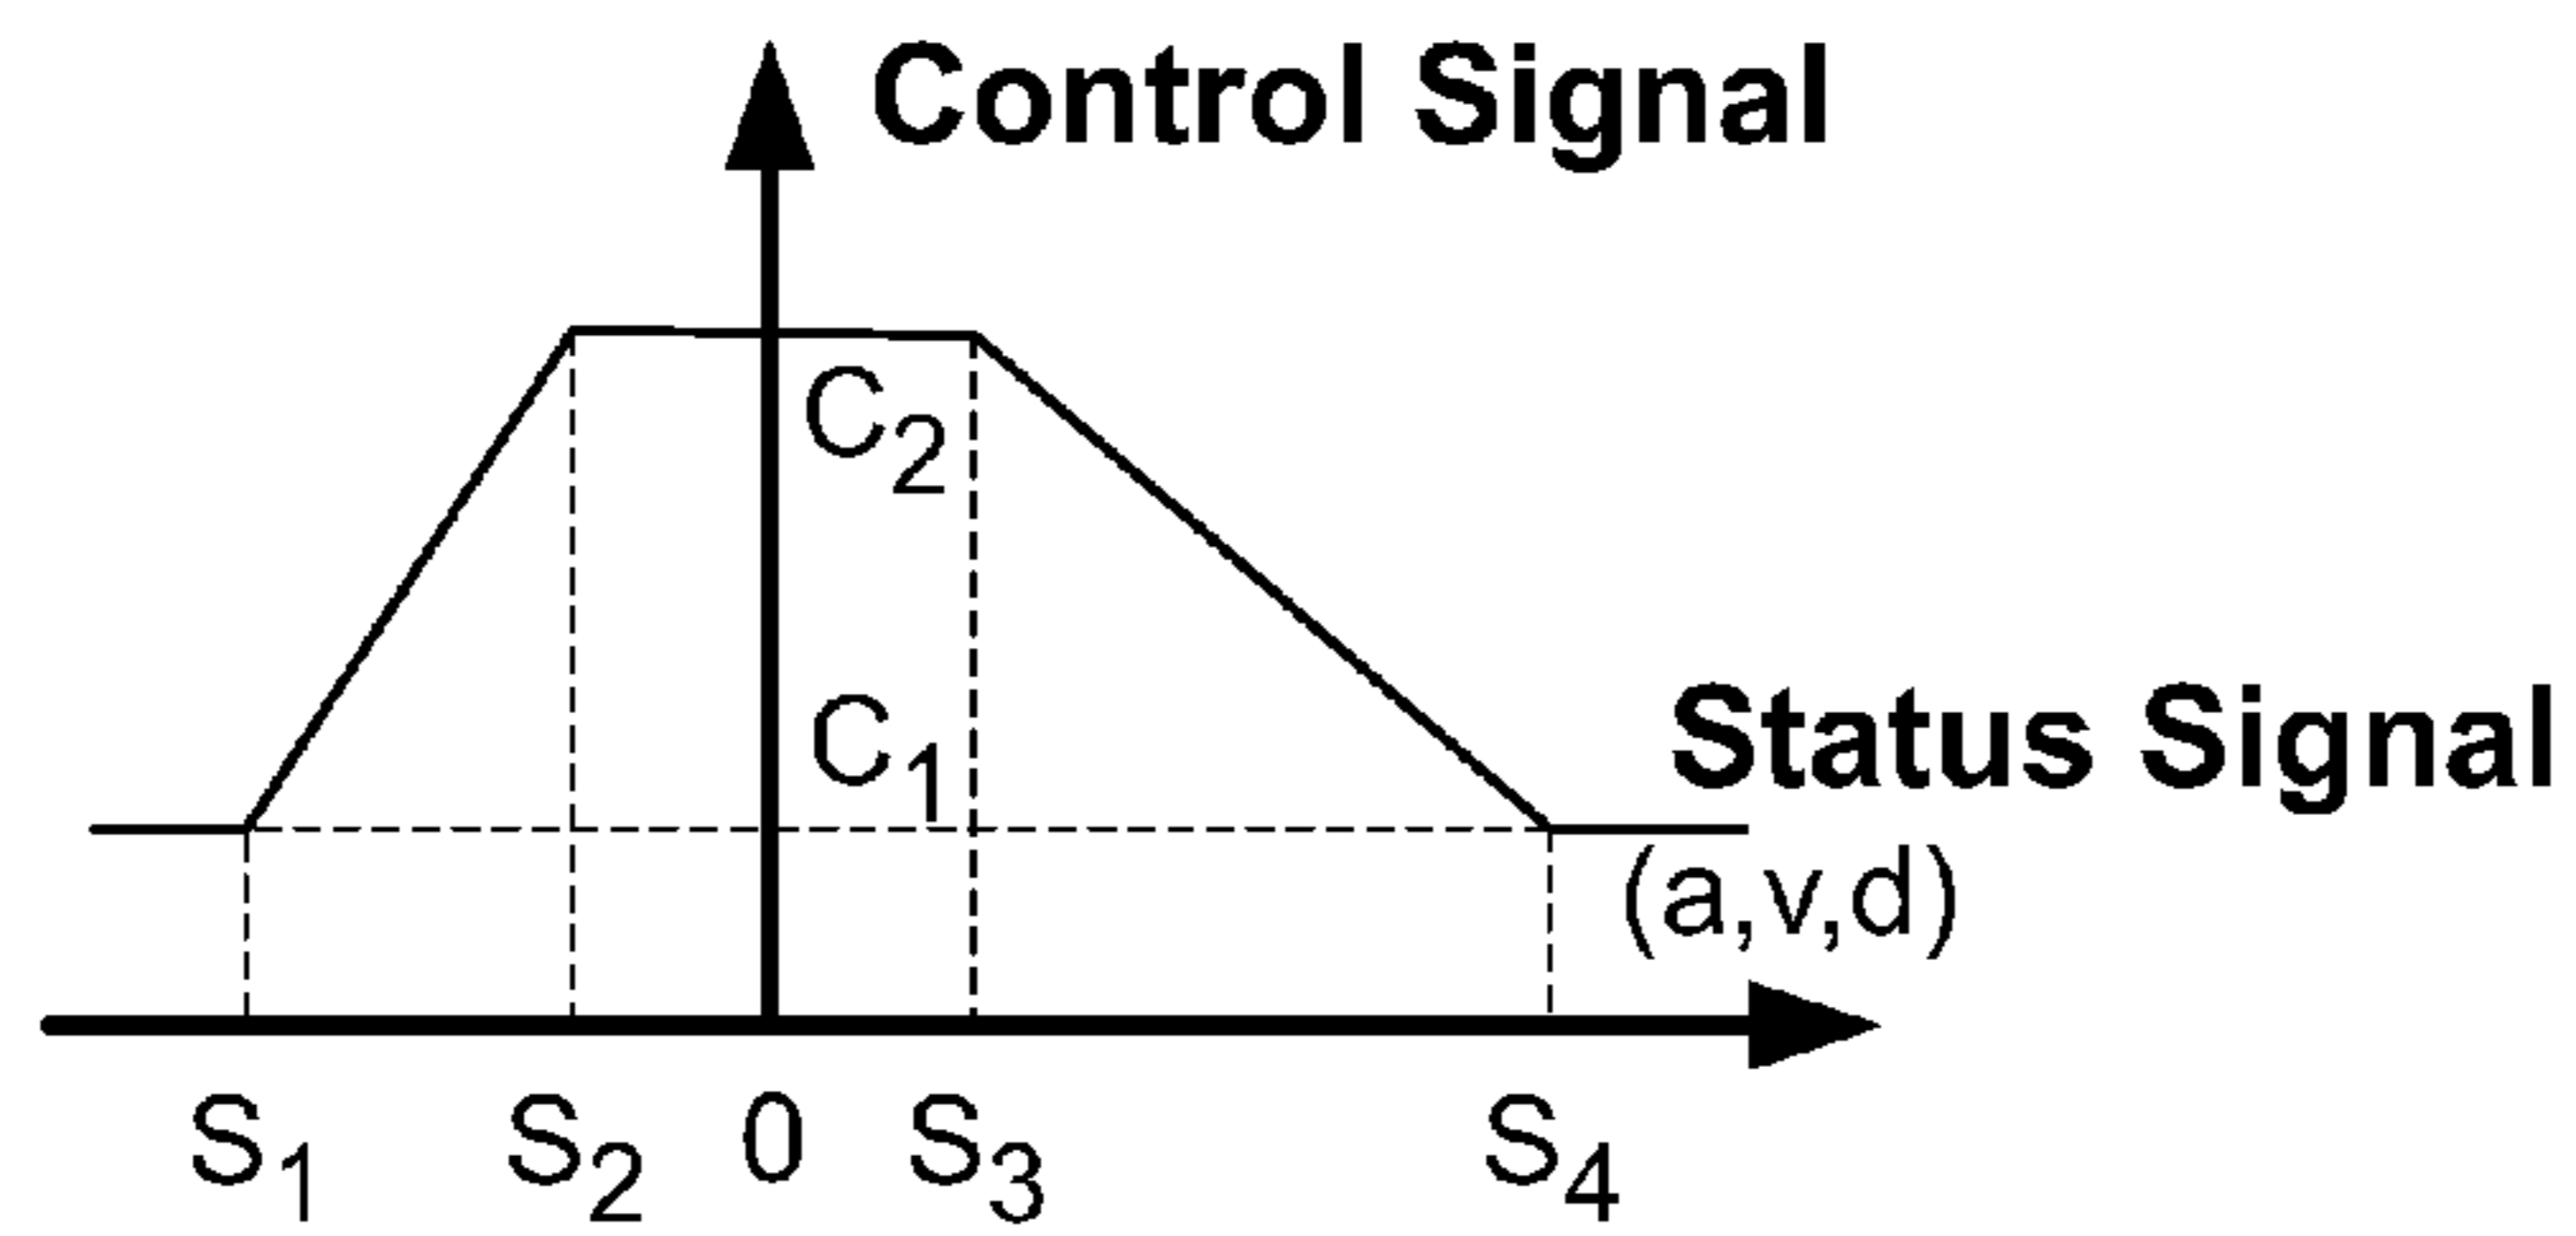 Control Signal
C2
C1
Status Signal
(a,v,d)
S1 S2 0 S3 S4